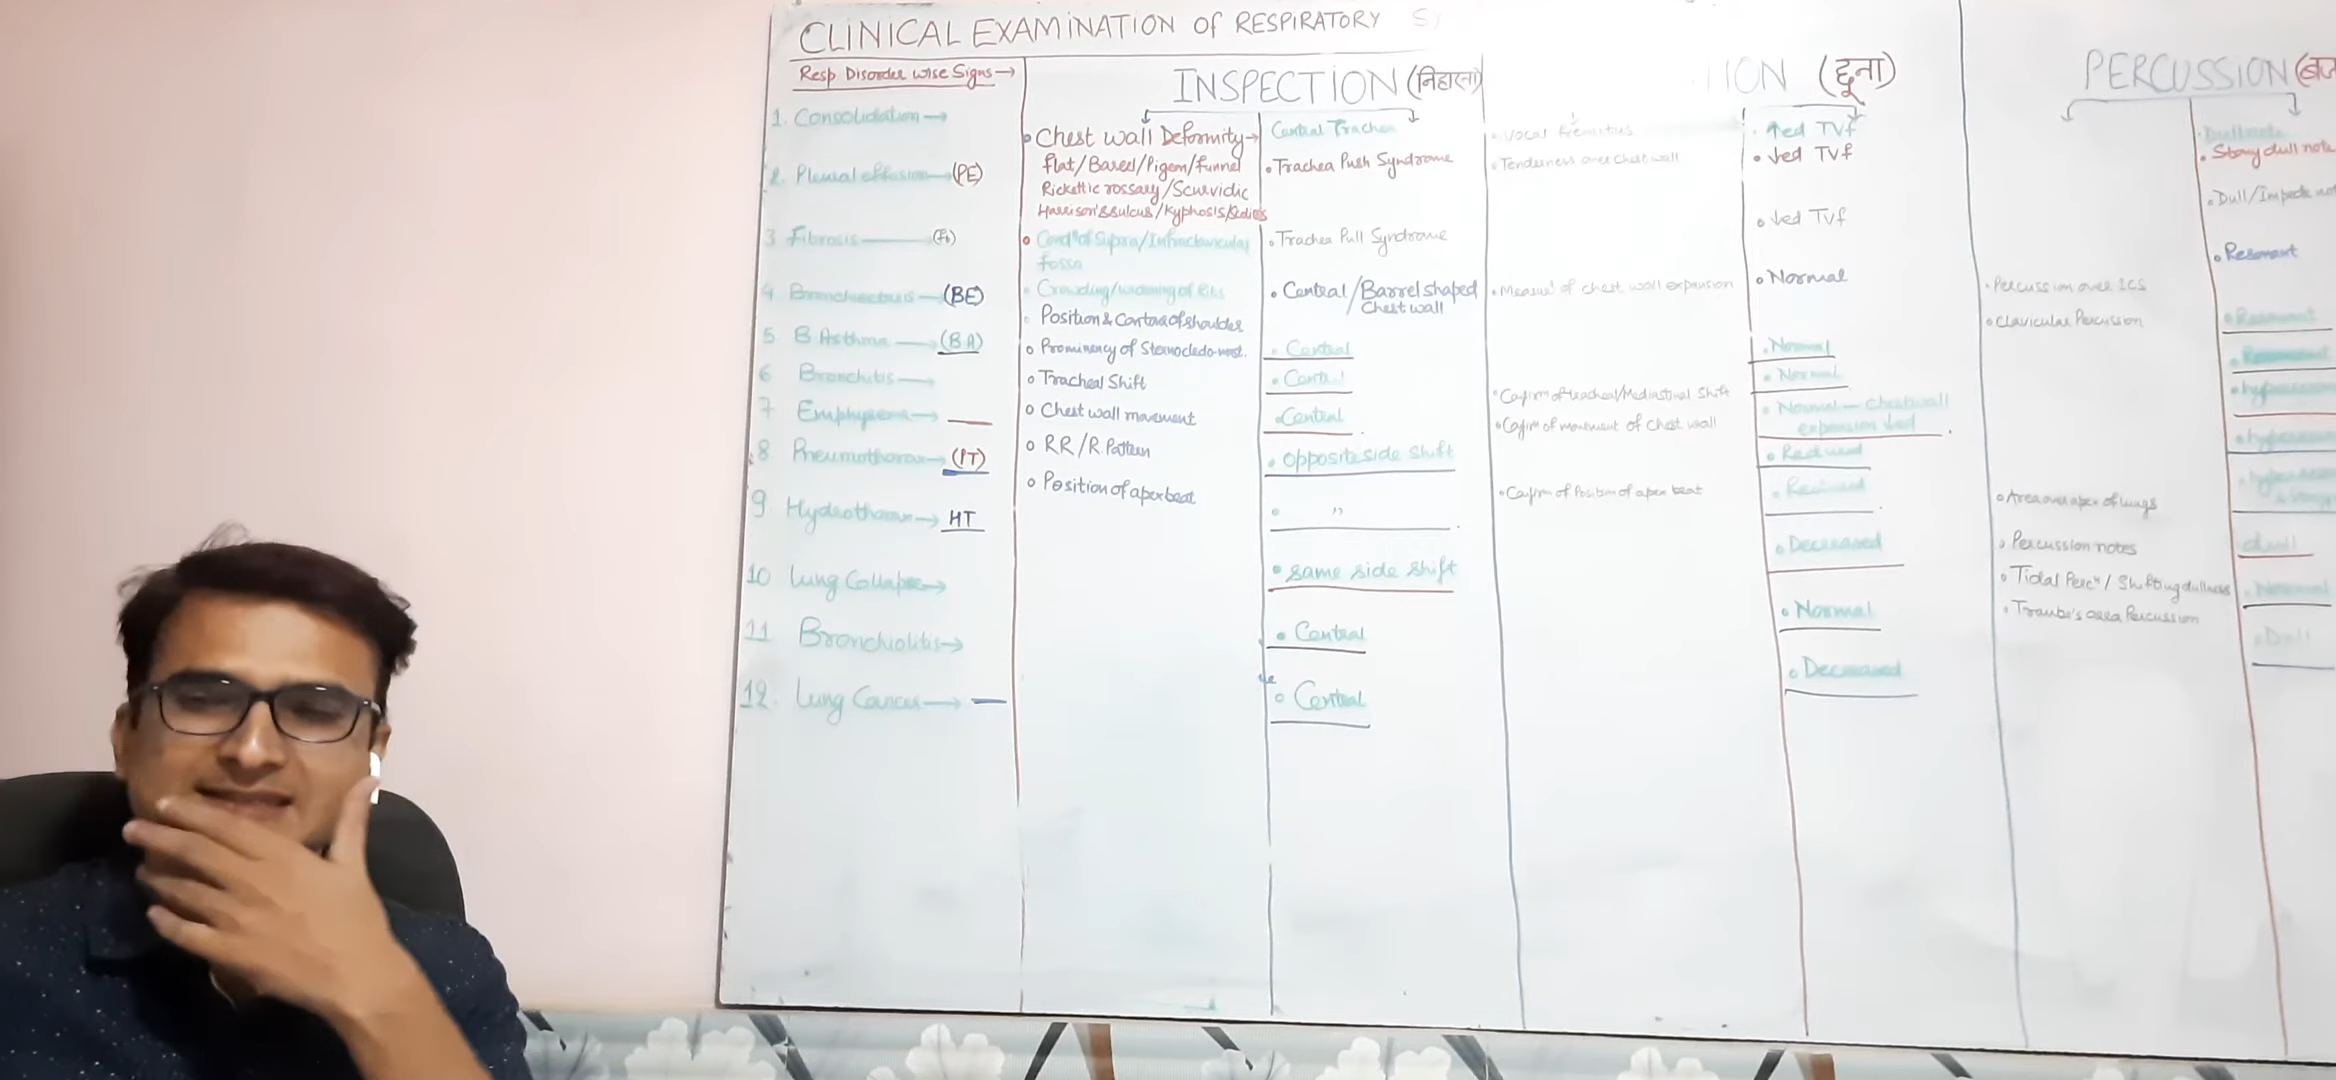 CLINICAL EXAMINATION of RESPIRATORY
Resp Disorder wise Signs→
1. Consolidation →
2. Pleural effusion (PE)
3 Fibrosis (Fb)
4 Bronchiectasis (BE)
5 B Asthma (BA)
6 Bronchitis
7 Emphysema
8 Pneumothorax (PT)
9 Hydrothorax → HT
10 Lung Collapse →
11 Bronchiolitis →
12. Lung Cancer →
INSPECTION (निहारना)
Chest wall Deformity→
flat/Barrel/Pigeon/funnel
Rickettic rossary/Scurvidic
Harrison's sulcus/Kyphosis
Condn of Supra/Infraclavicular
fossa
Crowding/widening of Ribs
Position & Contour of shoulder
Prominency of Sternocledo-mast.
Tracheal Shift
Chest wall movement
RR/R. Pattern
Position of apex beat
Central Trachea
Trachea Push Syndrome
Trachea Pull Syndrome
Central/Barrel shaped
Chest wall
Central
Central
Opposite side Shift
"
same side shift
Central
Central
TION (छूना)
Vocal fremitus
Tenderness over chest wall
Measut of chest wall expansion
Confirm of tracheal/Mediastinal Shift
Confirm of movement of chest wall
Confirm of Position of apex beat
↑ed TVf
↓ed TVf
↓ed TVf
Normal
Normal
Normal
Normal - Chest wall
expansion ↓ed
Reduced
Reduced
Decreased
Normal
Decreased
PERCUSSION
Percussion over ICS
Clavicular Percussion
Area over apex of lungs
Percussion notes
Tidal Percn / Shifting dullness
Traube's area Percussion
Dull note
Stony dull note
Dull/Impede
Resonant
Resonant
Resonant
dull
Normal
Dull